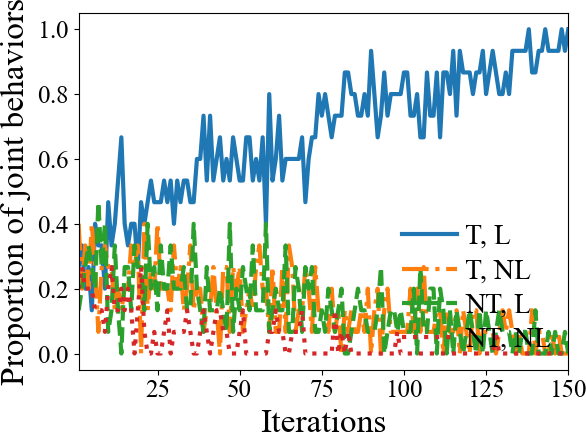 Proportion of joint behaviors
1.0
0.8
0.6
0.4
0.2
0.0
T, L
T, NL
NT, L
NT, NL
25 50 75 100 125 150
Iterations